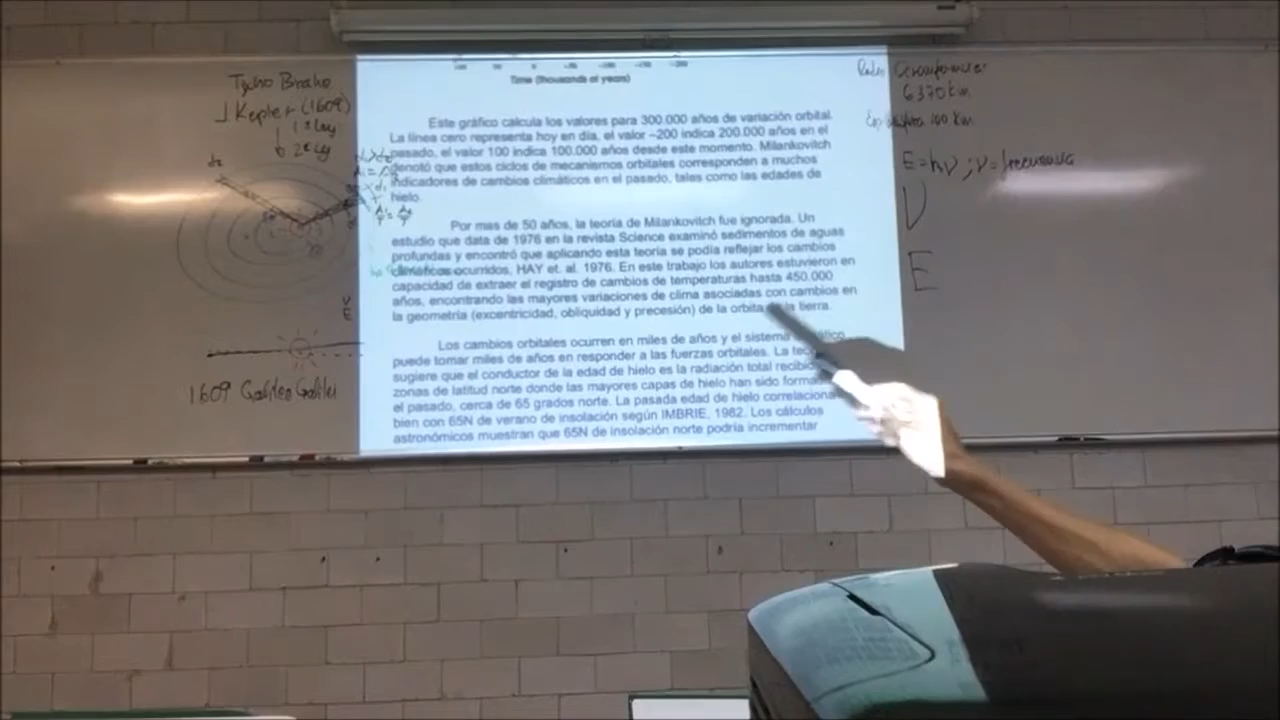 Tycho Brahe
Kepler (1609)
1ª Ley
2ª Ley
1609 Galileo Galilei
Time (thousands of years)
Este gráfico calcula los valores para 300.000 años de variación orbital.
La línea cero representa hoy en día, el valor –200 indica 200.000 años en el
pasado, el valor 100 indica 100.000 años desde este momento. Milankovitch
denotó que estos ciclos de mecanismos orbitales corresponden a muchos
indicadores de cambios climáticos en el pasado, tales como las edades de
hielo.
Por mas de 50 años, la teoría de Milankovitch fue ignorada. Un
estudio que data de 1976 en la revista Science examinó sedimentos de aguas
profundas y encontró que aplicando esta teoría se podía reflejar los cambios
climáticos ocurridos, HAY et. al. 1976. En este trabajo los autores estuvieron en
capacidad de extraer el registro de cambios de temperaturas hasta 450.000
años, encontrando las mayores variaciones de clima asociadas con cambios en
la geometría (excentricidad, obliquidad y precesión) de la orbita de la tierra.
Los cambios orbitales ocurren en miles de años y el sistema
puede tomar miles de años en responder a las fuerzas orbitales. La
sugiere que el conductor de la edad de hielo es la radiación total
zonas de latitud norte donde las mayores capas de hielo han sido
el pasado, cerca de 65 grados norte. La pasada edad de hielo
bien con 65N de verano de insolación según IMBRIE, 1982. Los cálculos
astronómicos muestran que 65N de insolación norte podría incrementar
6370 km
100 km
E = hν ; ν = frecuencia
V
E